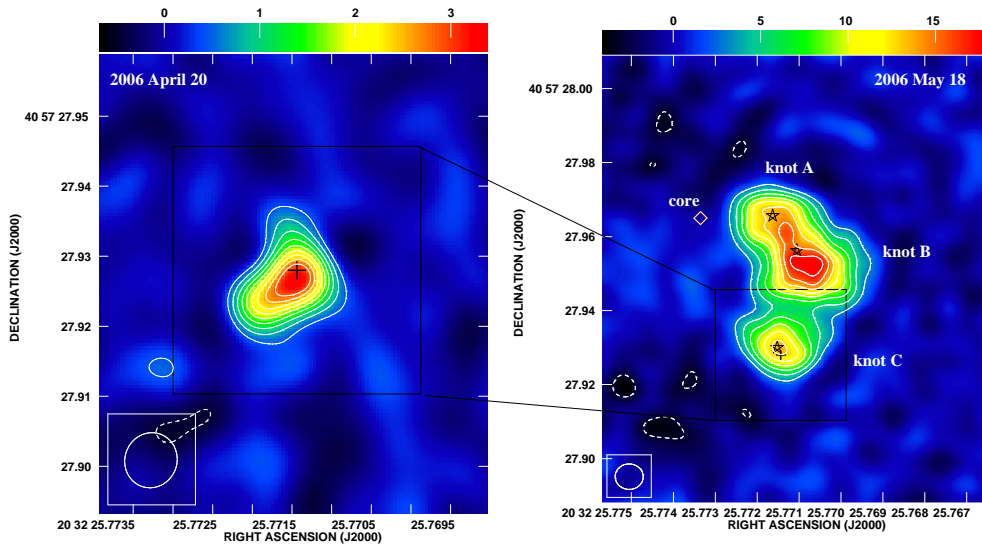 0 1 2 3
2006 April 20
40 57 27.95
27.94
27.93
27.92
27.91
27.90
DECLINATION (J2000)
20 32 25.7735 25.7725 25.7715 25.7705 25.7695
RIGHT ASCENSION (J2000)
0 5 10 15
2006 May 18
40 57 28.00
27.98
27.96
27.94
27.92
27.90
DECLINATION (J2000)
knot A
core
knot B
knot C
20 32 25.775 25.774 25.773 25.772 25.771 25.770 25.769 25.768 25.767
RIGHT ASCENSION (J2000)